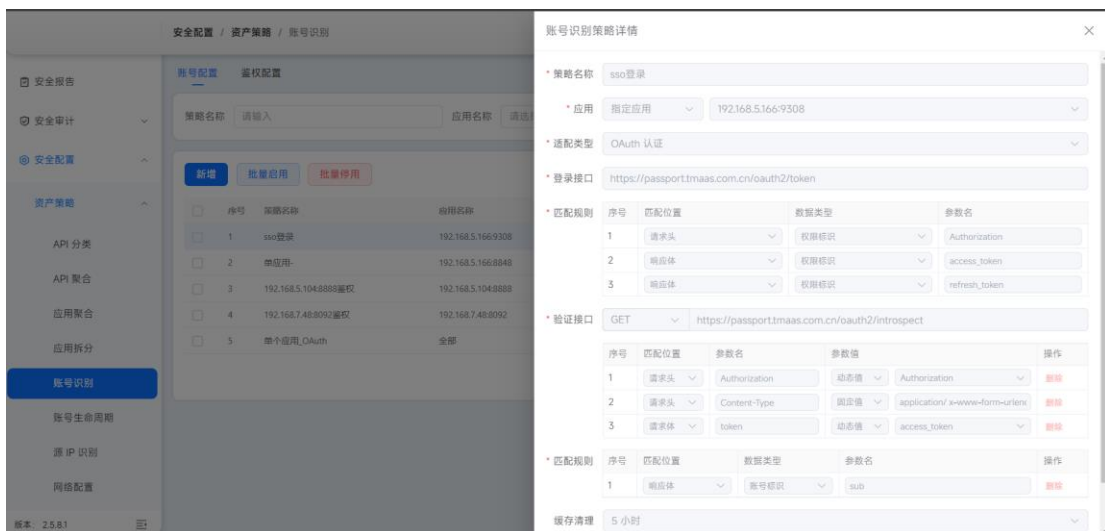 安全配置 / 资产策略 / 账号识别
安全报告
安全审计
安全配置
资产策略
API 分类
API 聚合
应用聚合
应用拆分
账号识别
账号生命周期
源 IP 识别
网络配置
版本: 2.5.8.1
账号配置 鉴权配置
策略名称 请输入 应用名称
新增 批量启用 批量停用
序号 策略名称 应用名称
1 sso登录 192.168.5.166:9308
2 单应用- 192.168.5.166:8848
3 192.168.5.104:8888鉴权 192.168.5.104:8888
4 192.168.7.48:8092鉴权 192.168.7.48:8092
5 单个应用_OAuth 全部
账号识别策略详情
* 策略名称 sso登录
* 应用 指定应用 192.168.5.166:9308
* 适配类型 OAuth 认证
* 登录接口 https://passport.tmaas.com.cn/oauth2/token
* 匹配规则 序号 匹配位置 数据类型 参数名
1 请求头 权限标识 Authorization
2 响应体 权限标识 access_token
3 响应体 权限标识 refresh_token
* 验证接口 GET https://passport.tmaas.com.cn/oauth2/introspect
序号 匹配位置 参数名 参数值 操作
1 请求头 Authorization 动态值 Authorization 删除
2 请求头 Content-Type 固定值 application/ x-www-form-urlenc 删除
3 请求体 token 动态值 access_token 删除
* 匹配规则 序号 匹配位置 数据类型 参数名 操作
1 响应体 账号标识 sub 删除
缓存清理 5 小时